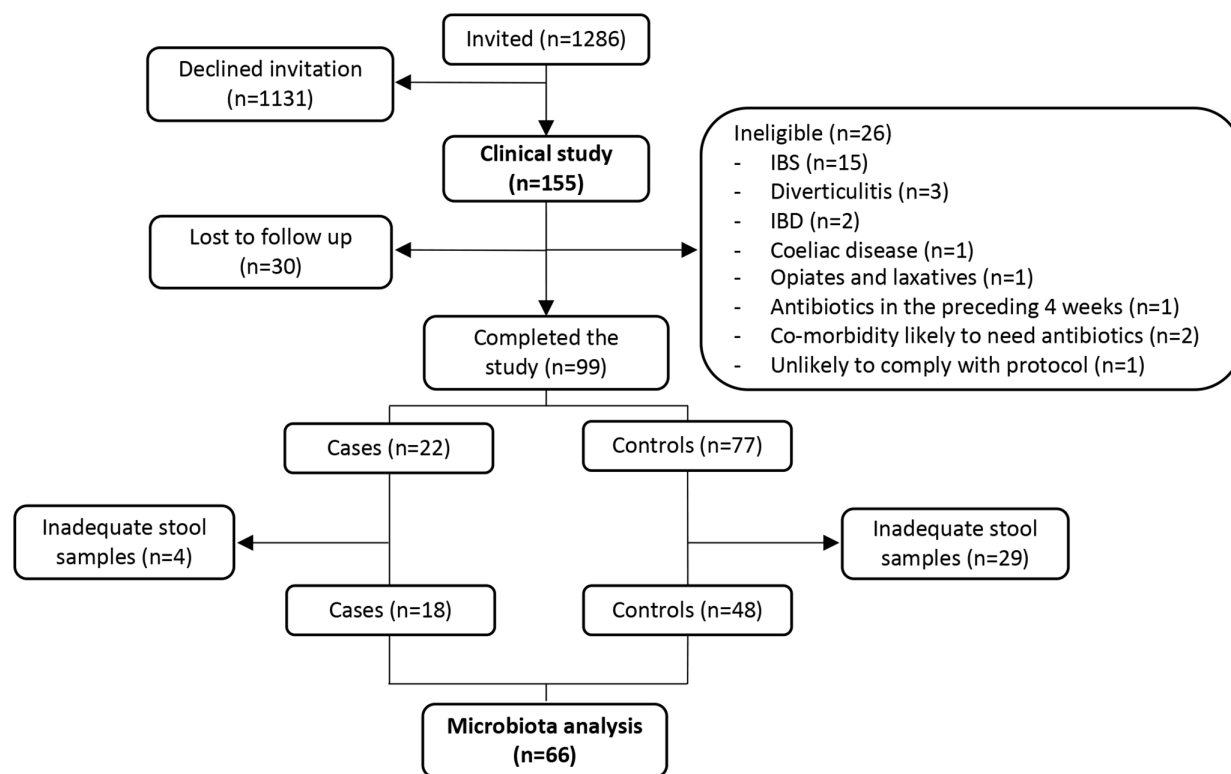 Invited (n=1286)
Declined invitation
(n=1131)
Clinical study
(n=155)
Ineligible (n=26)
- IBS (n=15)
- Diverticulitis (n=3)
- IBD (n=2)
- Coeliac disease (n=1)
- Opiates and laxatives (n=1)
- Antibiotics in the preceding 4 weeks (n=1)
- Co-morbidity likely to need antibiotics (n=2)
- Unlikely to comply with protocol (n=1)
Lost to follow up
(n=30)
Completed the
study (n=99)
Cases (n=22)
Controls (n=77)
Inadequate stool
samples (n=4)
Inadequate stool
samples (n=29)
Cases (n=18)
Controls (n=48)
Microbiota analysis
(n=66)